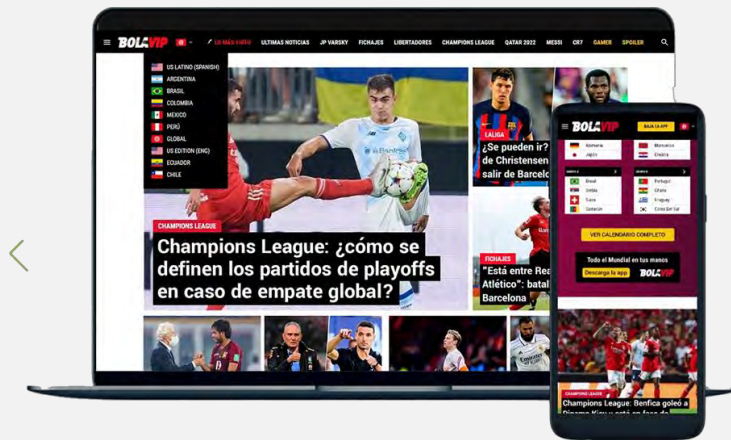 BOLAVIP
LO MÁS VISTO
ULTIMAS NOTICIAS
JP VARSKY
FICHAJES
LIBERTADORES
CHAMPIONS LEAGUE
QATAR 2022
MESSI
CR7
GAMER
SPOILER
US LATINO (SPANISH)
ARGENTINA
BRASIL
COLOMBIA
MEXICO
PERÚ
GLOBAL
US EDITION (ENG)
ECUADOR
CHILE
CHAMPIONS LEAGUE
Champions League: ¿cómo se
definen los partidos de playoffs
en caso de empate global?
LALIGA
¿Se pueden ir?
de Christensen
salir de Barcelo
FICHAJES
"Está entre Rea
Atlético": batal
Barcelona
BOLAVIP
BAJA LA APP
Alemania
Marruecos
Japón
Croacia
Brasil
Portugal
Serbia
Ghana
Suiza
Uruguay
Camerún
Corea Del Sur
VER CALENDARIO COMPLETO
Todo el Mundial en tus manos
Descarga la app
BOLAVIP
CHAMPIONS LEAGUE
Champions League: Benfica goleó a